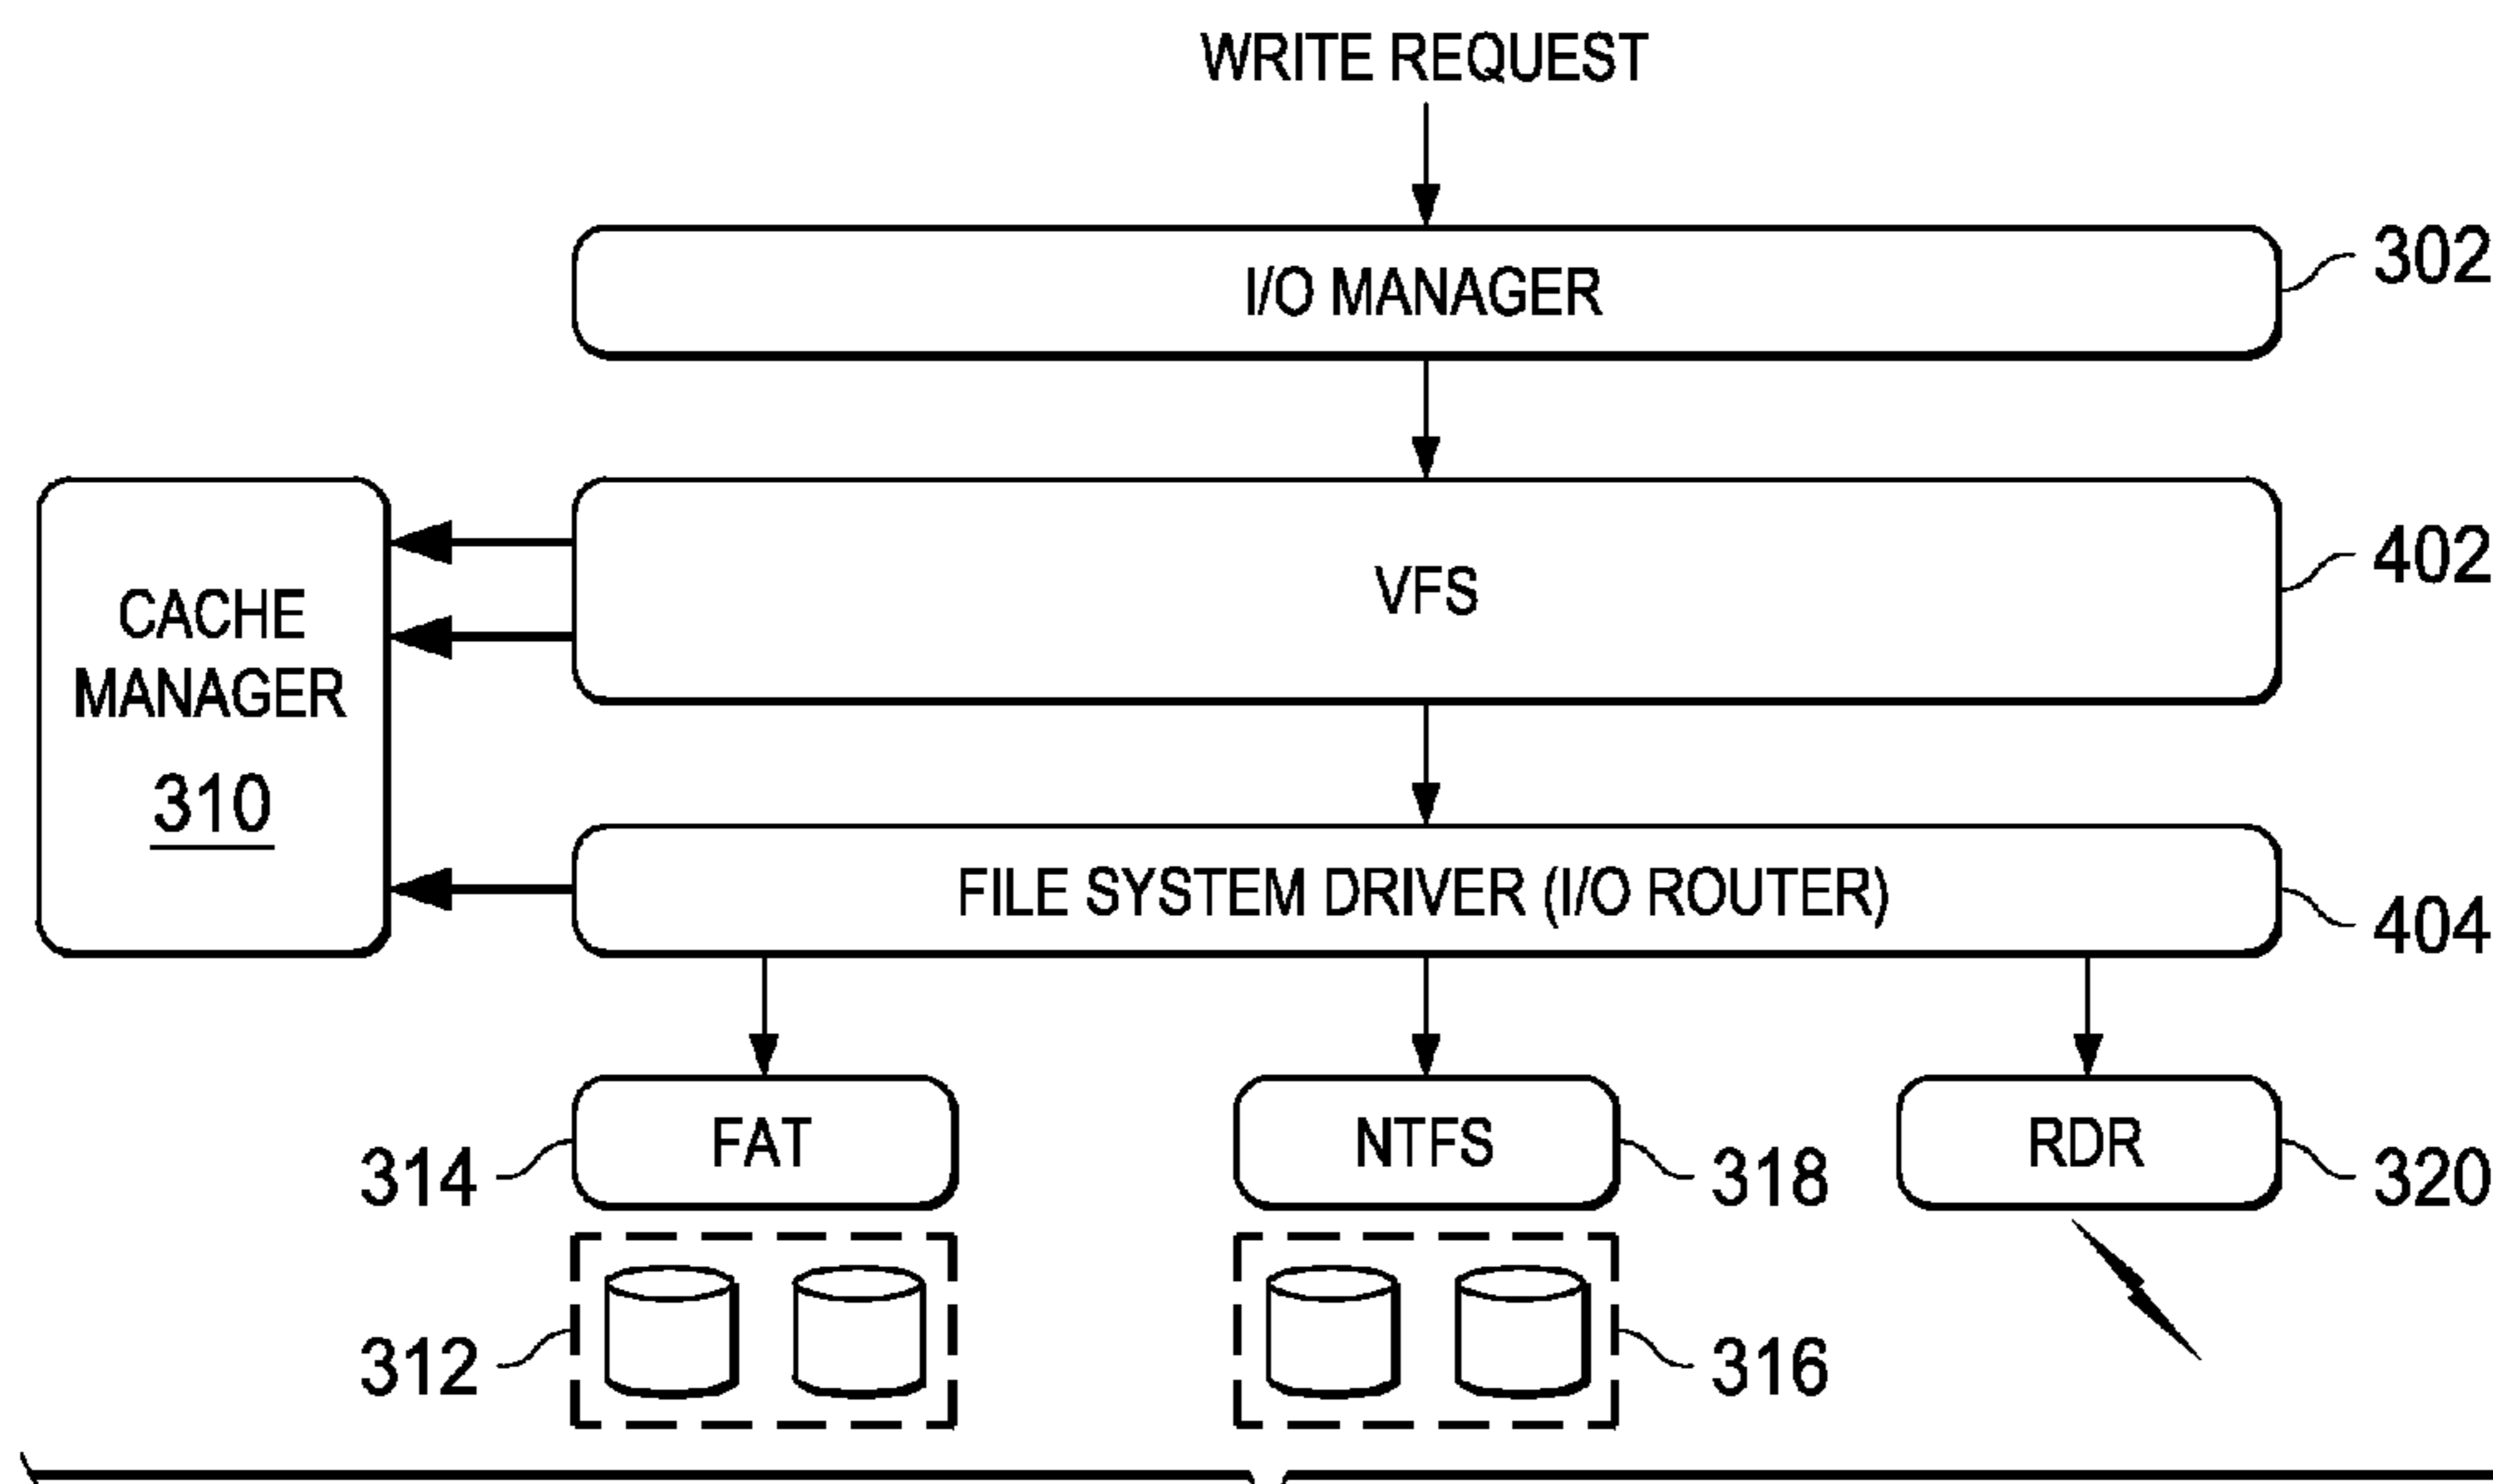 WRITE REQUEST
I/O MANAGER
302
CACHE
MANAGER
310
VFS
402
FILE SYSTEM DRIVER (I/O ROUTER)
404
FAT
314
NTFS
318
RDR
320
312
316